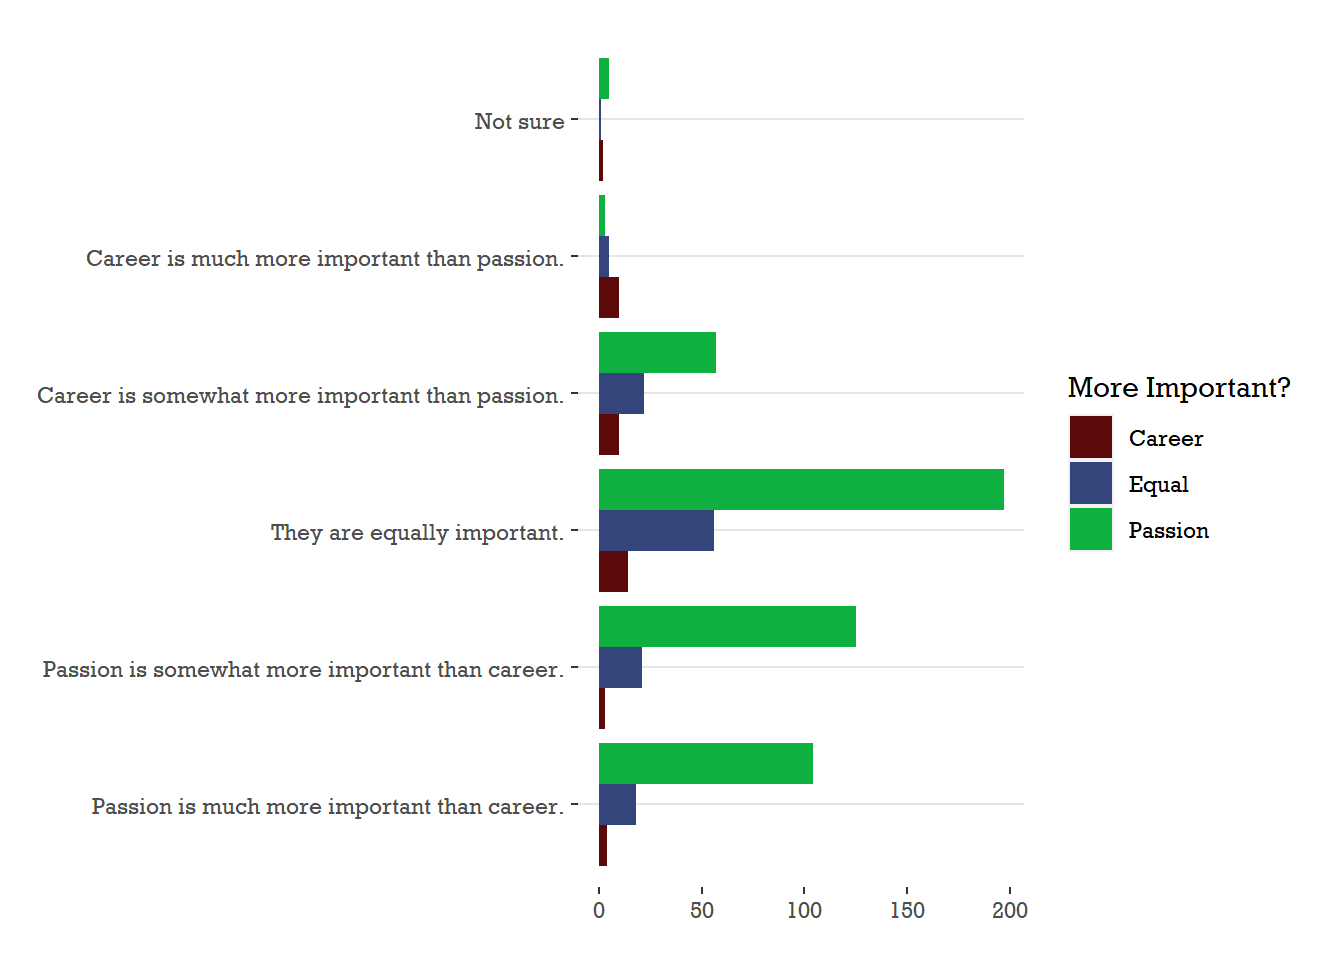 Not sure
Career is much more important than passion.
Career is somewhat more important than passion.
They are equally important.
Passion is somewhat more important than career.
Passion is much more important than career.
0 50 100 150 200
More Important?
Career
Equal
Passion